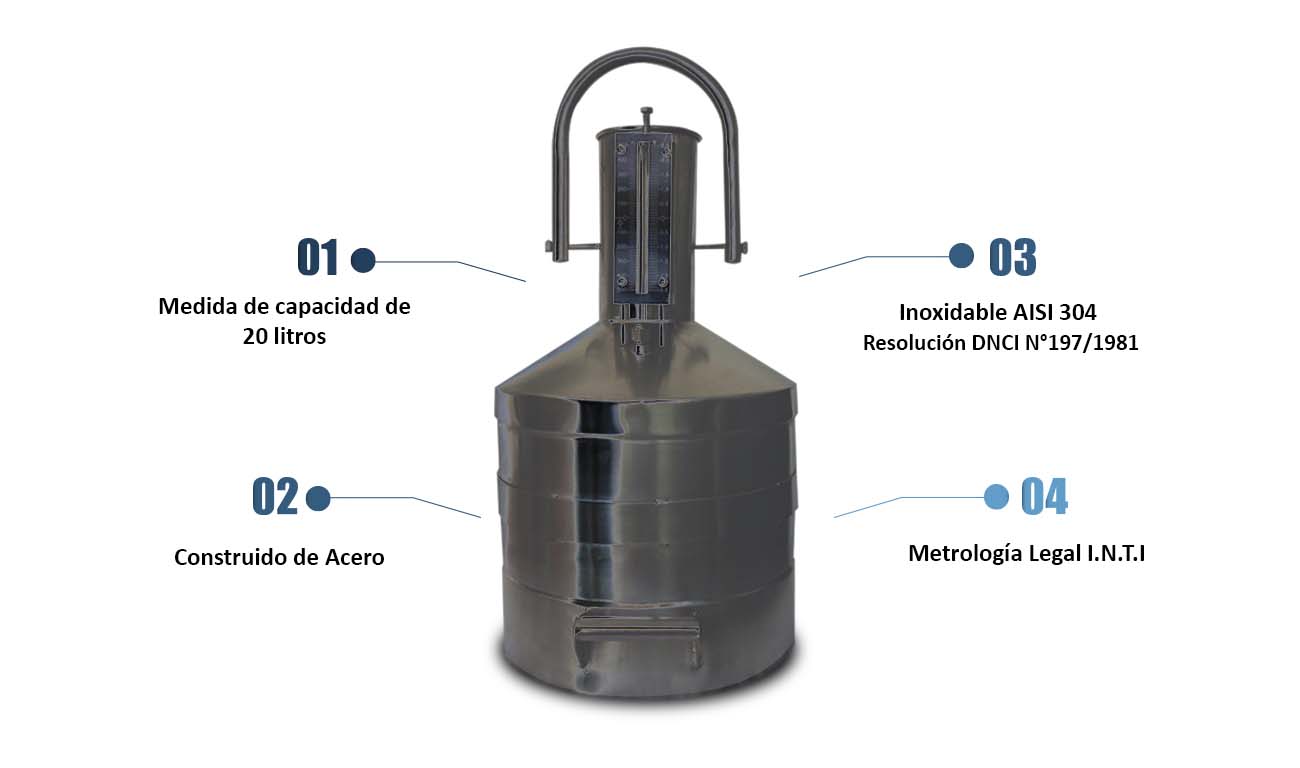 01
Medida de capacidad de
20 litros
02
Construido de Acero
03
Inoxidable AISI 304
Resolución DNCI N°197/1981
04
Metrología Legal I.N.T.I